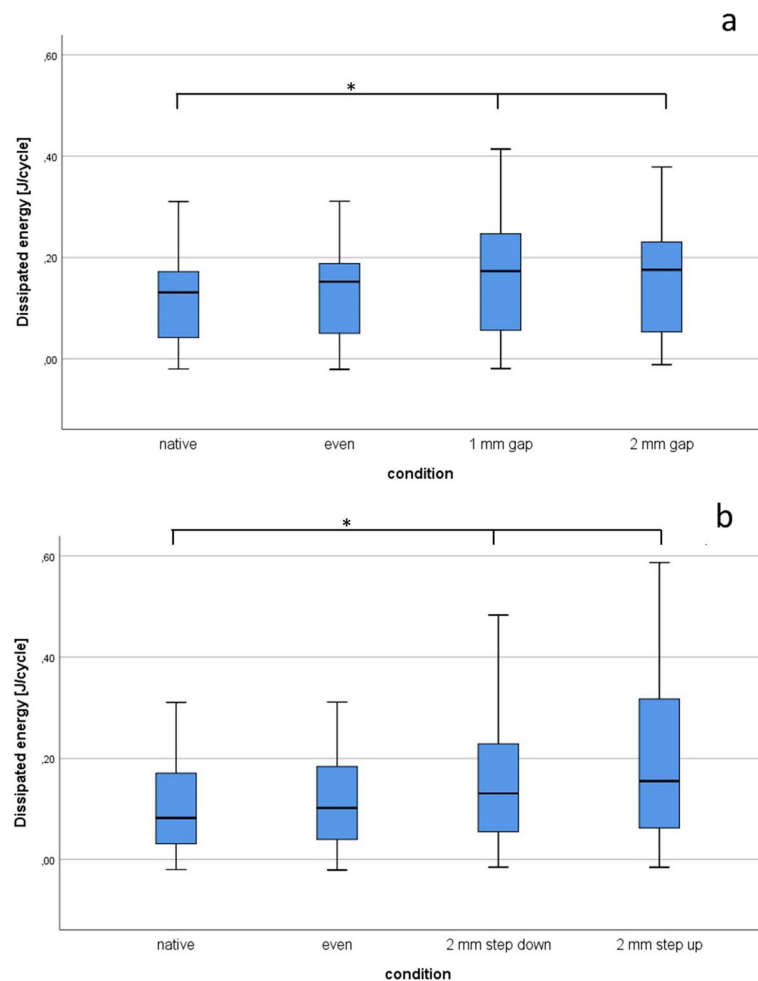 a
*
,60
,40
,20
,00
Dissipated energy [J/cycle]
native even 1 mm gap 2 mm gap
condition
b
*
,60
,40
,20
,00
Dissipated energy [J/cycle]
native even 2 mm step down 2 mm step up
condition